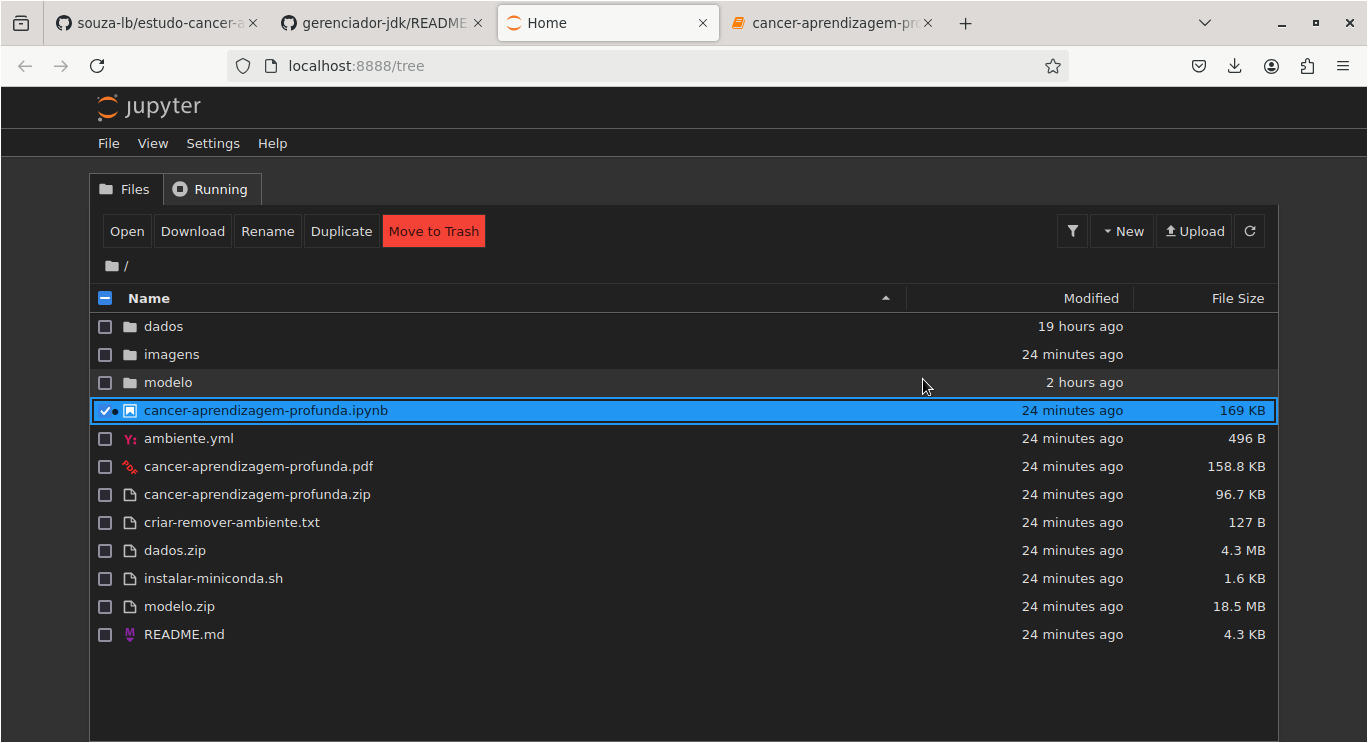 souza-lb/estudo-cancer-a
gerenciador-jdk/README
Home
cancer-aprendizagem-pro
localhost:8888/tree
jupyter
File View Settings Help
Files Running
Open Download Rename Duplicate Move to Trash New Upload
/
Name Modified File Size
dados 19 hours ago
imagens 24 minutes ago
modelo 2 hours ago
cancer-aprendizagem-profunda.ipynb 24 minutes ago 169 KB
Y: ambiente.yml 24 minutes ago 496 B
PDF cancer-aprendizagem-profunda.pdf 24 minutes ago 158.8 KB
cancer-aprendizagem-profunda.zip 24 minutes ago 96.7 KB
criar-remover-ambiente.txt 24 minutes ago 127 B
dados.zip 24 minutes ago 4.3 MB
instalar-miniconda.sh 24 minutes ago 1.6 KB
modelo.zip 24 minutes ago 18.5 MB
M README.md 24 minutes ago 4.3 KB